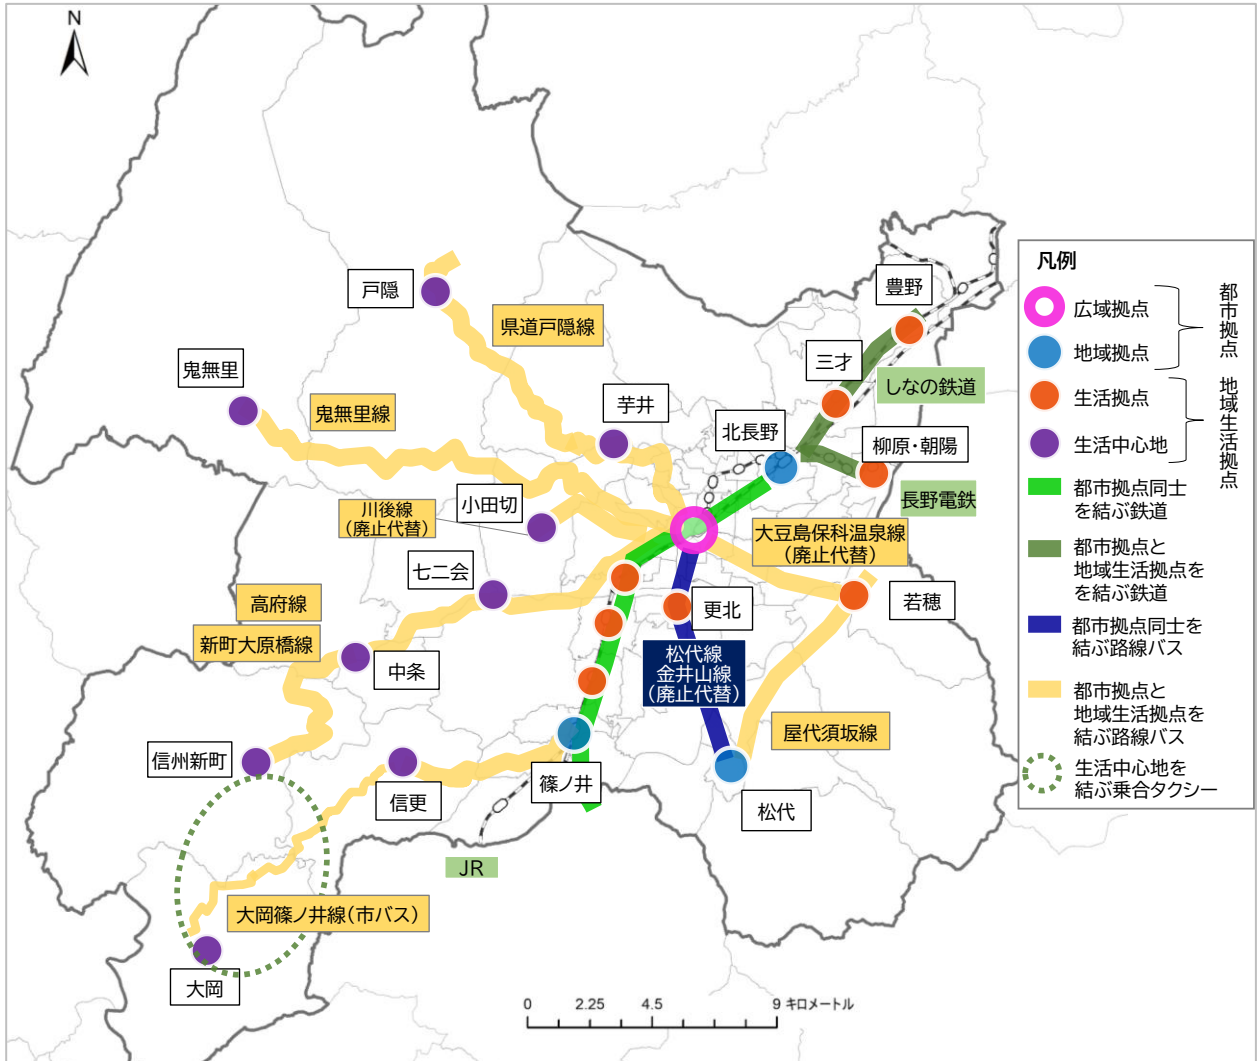 N
戸隠
県道戸隠線
鬼無里
鬼無里線
芋井
北長野
三才
豊野
しなの鉄道
柳原・朝陽
長野電鉄
川後線
（廃止代替）
小田切
大豆島保科温泉線
（廃止代替）
七二会
若穂
更北
高府線
新町大原橋線
中条
松代線
金井山線
（廃止代替）
屋代須坂線
信州新町
信更
篠ノ井
松代
JR
大岡篠ノ井線（市バス）
大岡
0 2.25 4.5 9 キロメートル
凡例
広域拠点
地域拠点
都市拠点
生活拠点
生活中心地
地域生活拠点
都市拠点同士
を結ぶ鉄道
都市拠点と
地域生活拠点を
を結ぶ鉄道
都市拠点同士を
結ぶ路線バス
都市拠点と
地域生活拠点を
結ぶ路線バス
生活中心地を
結ぶ乗合タクシー